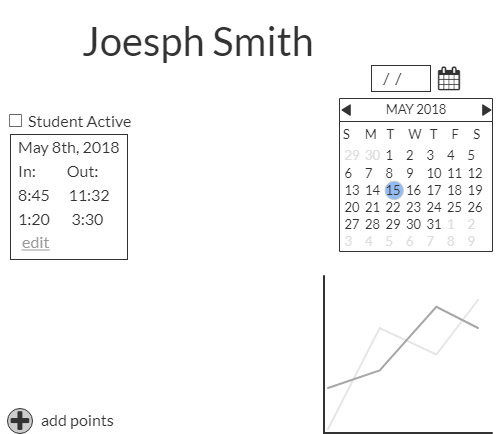 Joesph Smith
/ /
MAY 2018
S M T W T F S
29 30 1 2 3 4 5
6 7 8 9 10 11 12
13 14 15 16 17 18 19
20 21 22 23 24 25 26
27 28 29 30 31 1 2
3 4 5 6 7 8 9
Student Active
May 8th, 2018
In: Out:
8:45 11:32
1:20 3:30
edit
add points